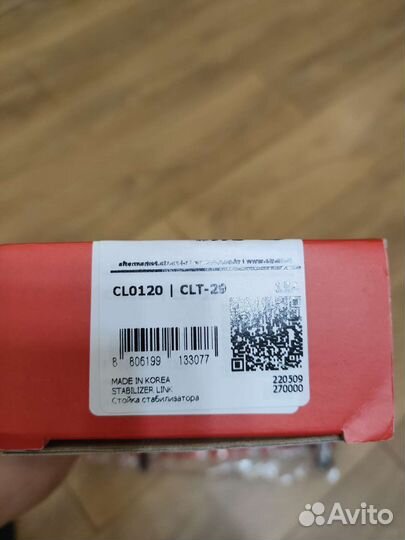 CL0120 | CLT-29
8 806199 133077
MADE IN KOREA
STABILIZER LINK
Стойка стабилизатора
220509
270000
Avito